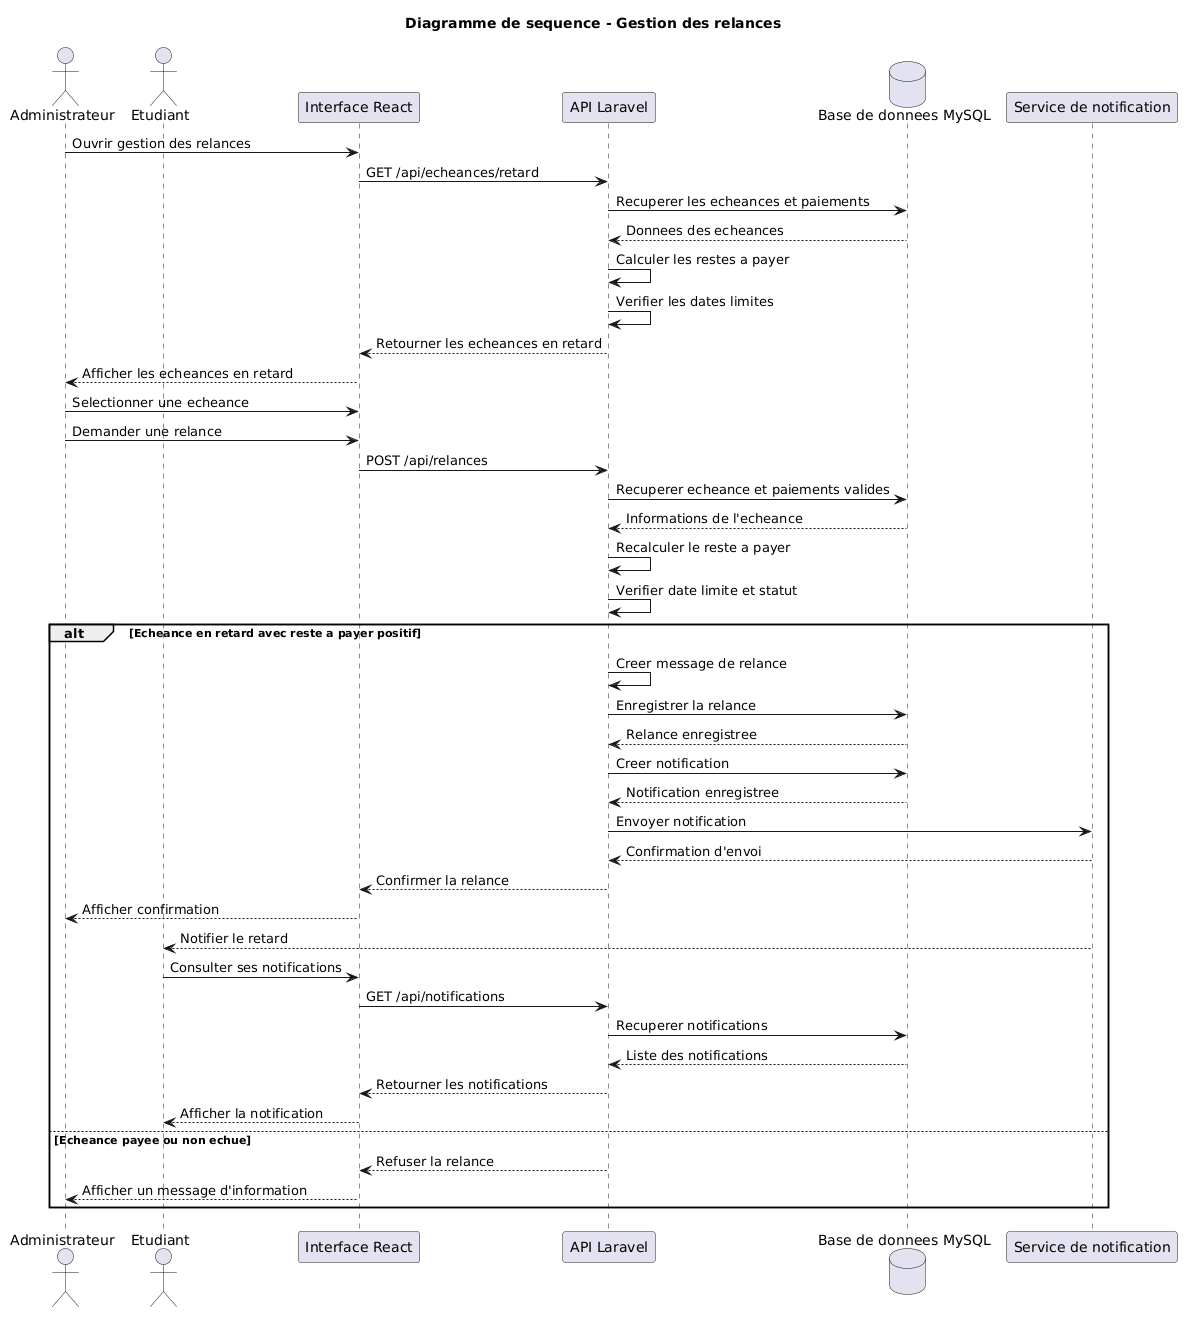 Diagramme de sequence - Gestion des relances
Administrateur
Etudiant
Interface React
API Laravel
Base de donnees MySQL
Service de notification
Ouvrir gestion des relances
GET /api/echeances/retard
Recuperer les echeances et paiements
Donnees des echeances
Calculer les restes a payer
Verifier les dates limites
Retourner les echeances en retard
Afficher les echeances en retard
Selectionner une echeance
Demander une relance
POST /api/relances
Recuperer echeance et paiements valides
Informations de l'echeance
Recalculer le reste a payer
Verifier date limite et statut
alt
[Echeance en retard avec reste a payer positif]
Creer message de relance
Enregistrer la relance
Relance enregistree
Creer notification
Notification enregistree
Envoyer notification
Confirmation d'envoi
Confirmer la relance
Afficher confirmation
Notifier le retard
Consulter ses notifications
GET /api/notifications
Recuperer notifications
Liste des notifications
Retourner les notifications
Afficher la notification
[Echeance payee ou non echue]
Refuser la relance
Afficher un message d'information
Administrateur
Etudiant
Interface React
API Laravel
Base de donnees MySQL
Service de notification